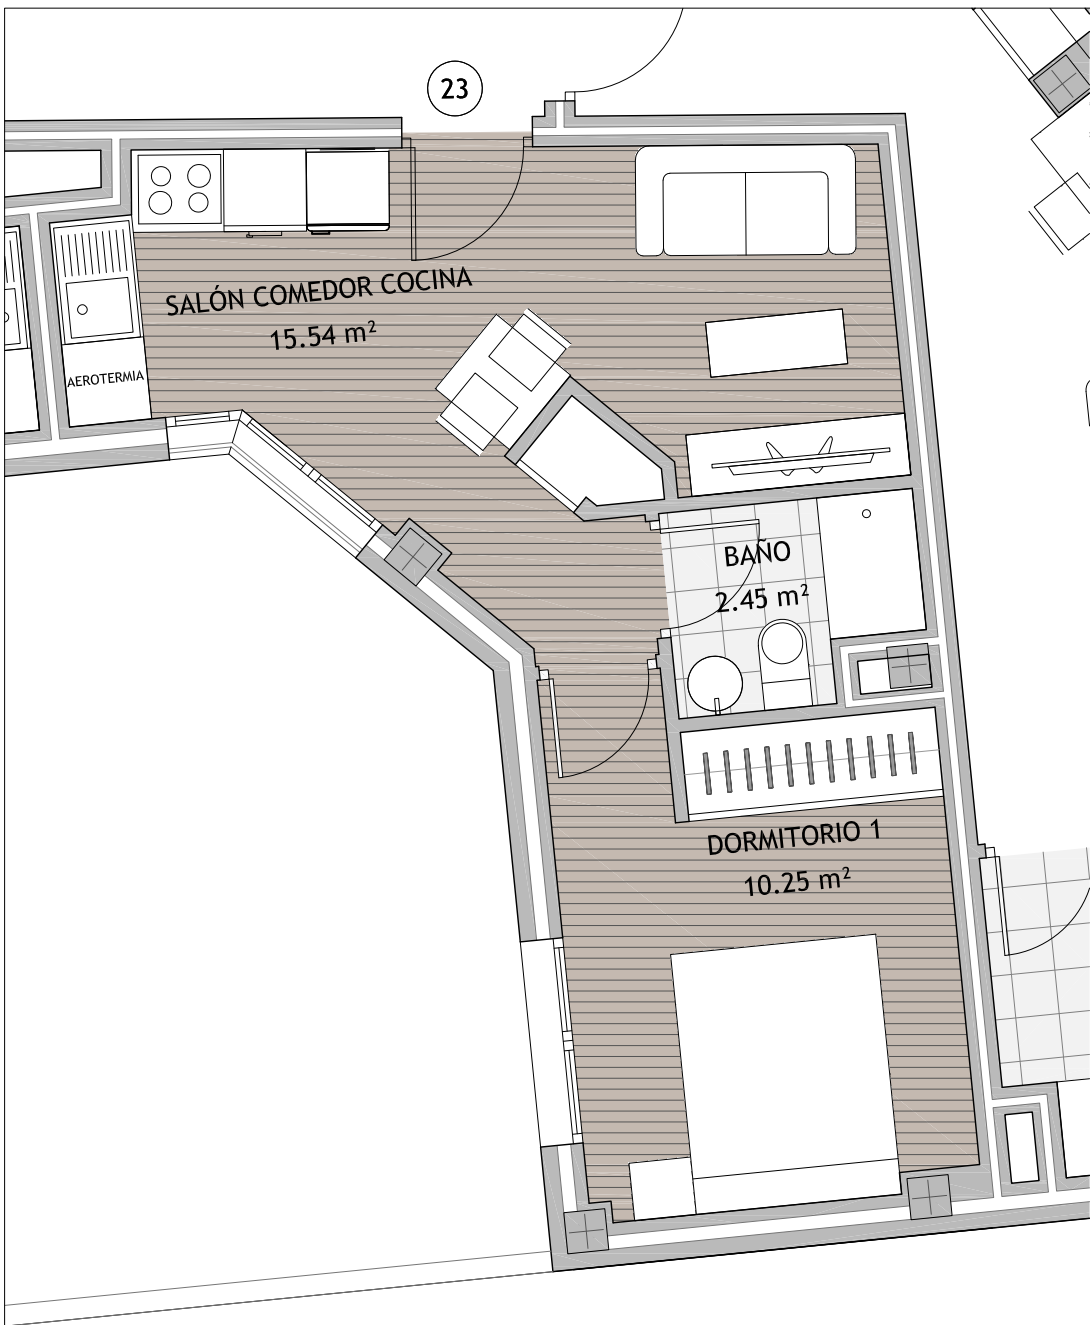 23
SALÓN COMEDOR COCINA
15.54 m²
AEROTERMIA
BAÑO
2.45 m²
DORMITORIO 1
10.25 m²